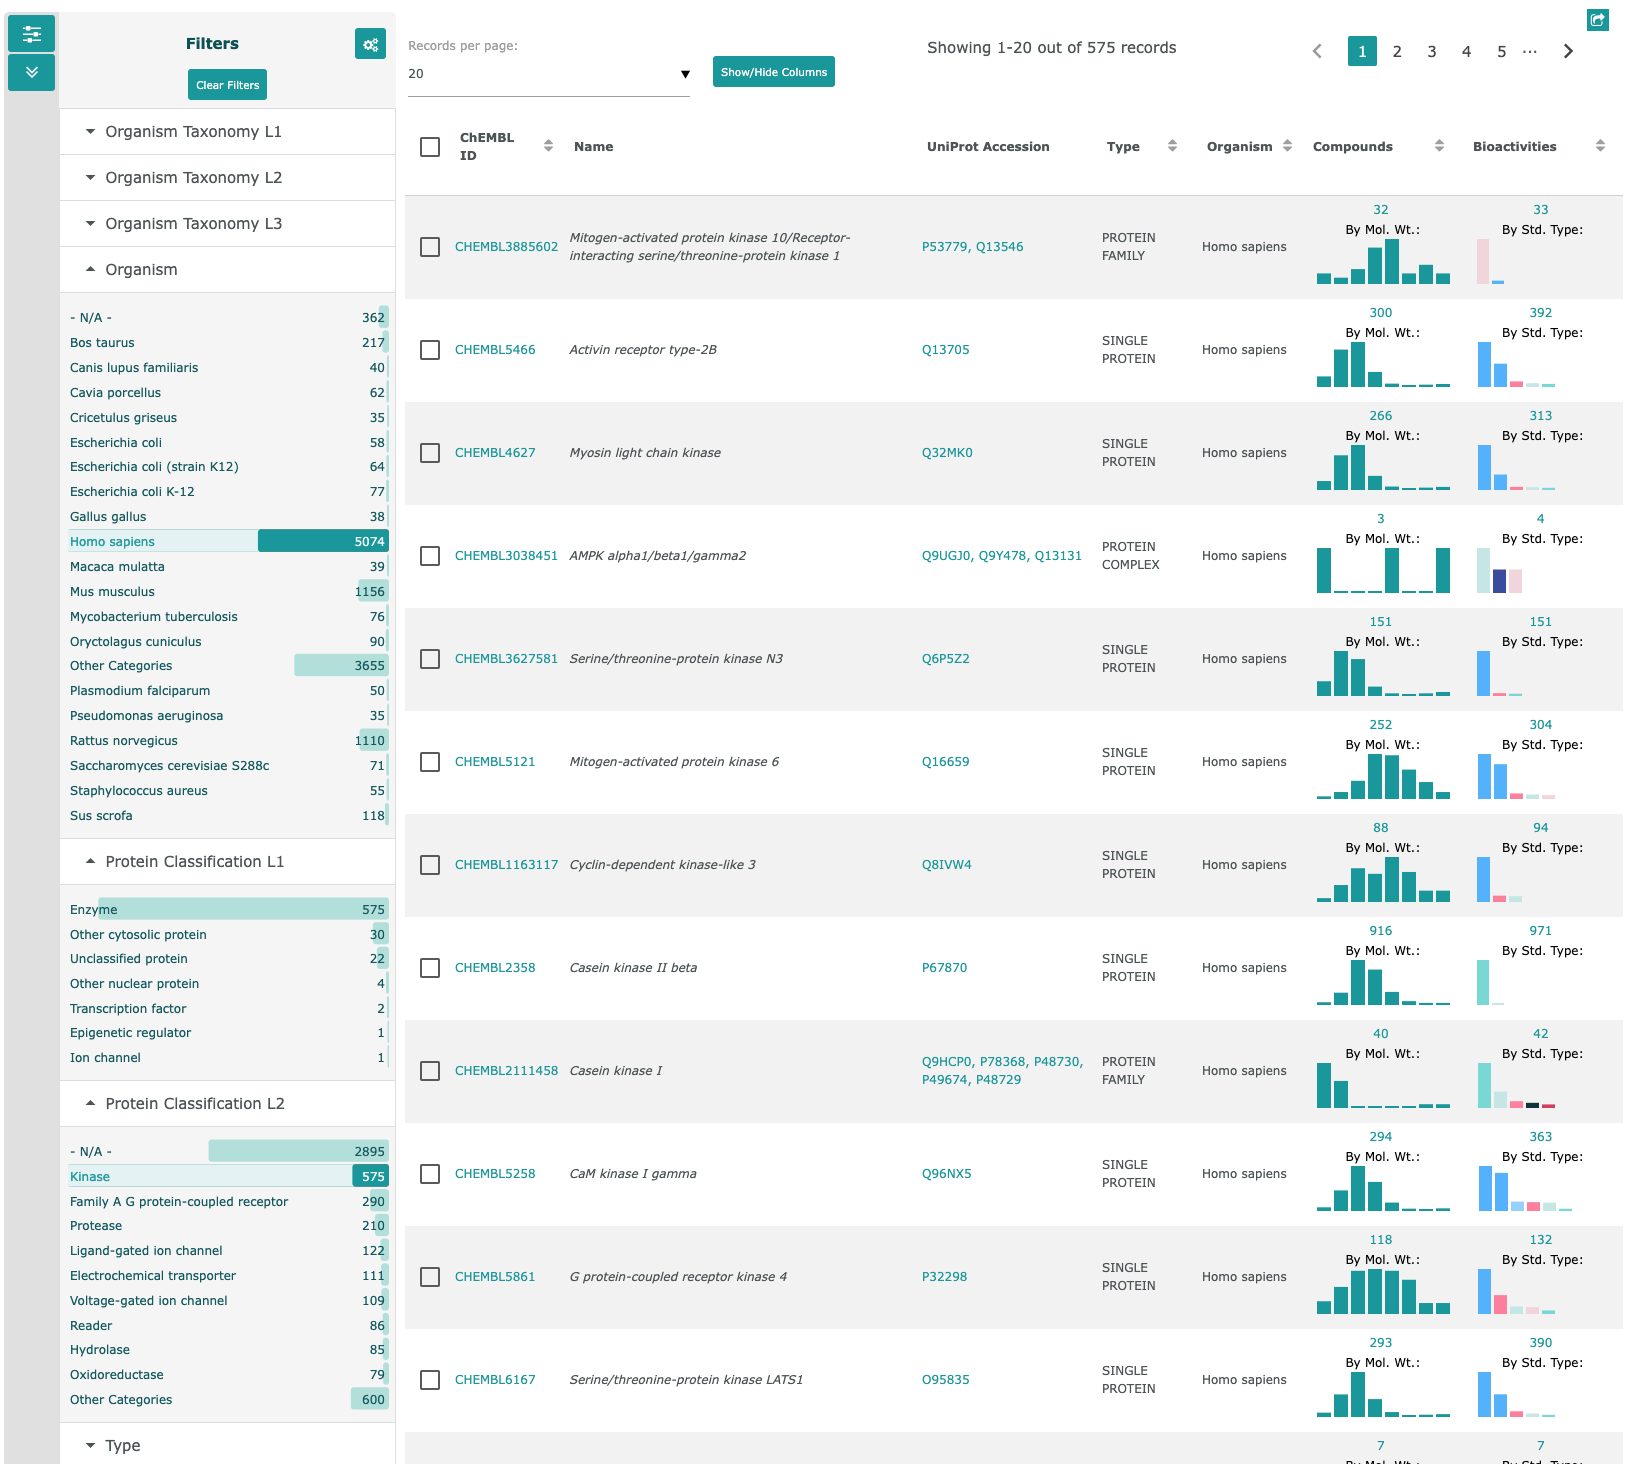 Filters
Clear Filters
Organism Taxonomy L1
Organism Taxonomy L2
Organism Taxonomy L3
Organism
- N/A - 362
Bos taurus 217
Canis lupus familiaris 40
Cavia porcellus 62
Cricetulus griseus 35
Escherichia coli 58
Escherichia coli (strain K12) 64
Escherichia coli K-12 77
Gallus gallus 38
Homo sapiens 5074
Macaca mulatta 39
Mus musculus 1156
Mycobacterium tuberculosis 76
Oryctolagus cuniculus 90
Other Categories 3655
Plasmodium falciparum 50
Pseudomonas aeruginosa 35
Rattus norvegicus 1110
Saccharomyces cerevisiae S288c 71
Staphylococcus aureus 55
Sus scrofa 118
Protein Classification L1
Enzyme 575
Other cytosolic protein 30
Unclassified protein 22
Other nuclear protein 4
Transcription factor 2
Epigenetic regulator 1
Ion channel 1
Protein Classification L2
- N/A - 2895
Kinase 575
Family A G protein-coupled receptor 290
Protease 210
Ligand-gated ion channel 122
Electrochemical transporter 111
Voltage-gated ion channel 109
Reader 86
Hydrolase 85
Oxidoreductase 79
Other Categories 600
Type
Records per page:
20
Show/Hide Columns
Showing 1-20 out of 575 records
1 2 3 4 5 ...
ChEMBL
ID
Name
UniProt Accession
Type
Organism
Compounds
Bioactivities
CHEMBL3885602
Mitogen-activated protein kinase 10/Receptor-
interacting serine/threonine-protein kinase 1
P53779, Q13546
PROTEIN
FAMILY
Homo sapiens
32
By Mol. Wt.:
33
By Std. Type:
CHEMBL5466
Activin receptor type-2B
Q13705
SINGLE
PROTEIN
Homo sapiens
300
By Mol. Wt.:
392
By Std. Type:
CHEMBL4627
Myosin light chain kinase
Q32MK0
SINGLE
PROTEIN
Homo sapiens
266
By Mol. Wt.:
313
By Std. Type:
CHEMBL3038451
AMPK alpha1/beta1/gamma2
Q9UGJ0, Q9Y478, Q13131
PROTEIN
COMPLEX
Homo sapiens
3
By Mol. Wt.:
4
By Std. Type:
CHEMBL3627581
Serine/threonine-protein kinase N3
Q6P5Z2
SINGLE
PROTEIN
Homo sapiens
151
By Mol. Wt.:
151
By Std. Type:
CHEMBL5121
Mitogen-activated protein kinase 6
Q16659
SINGLE
PROTEIN
Homo sapiens
252
By Mol. Wt.:
304
By Std. Type:
CHEMBL1163117
Cyclin-dependent kinase-like 3
Q8IVW4
SINGLE
PROTEIN
Homo sapiens
88
By Mol. Wt.:
94
By Std. Type:
CHEMBL2358
Casein kinase II beta
P67870
SINGLE
PROTEIN
Homo sapiens
916
By Mol. Wt.:
971
By Std. Type:
CHEMBL2111458
Casein kinase I
Q9HCP0, P78368, P48730,
P49674, P48729
PROTEIN
FAMILY
Homo sapiens
40
By Mol. Wt.:
42
By Std. Type:
CHEMBL5258
CaM kinase I gamma
Q96NX5
SINGLE
PROTEIN
Homo sapiens
294
By Mol. Wt.:
363
By Std. Type:
CHEMBL5861
G protein-coupled receptor kinase 4
P32298
SINGLE
PROTEIN
Homo sapiens
118
By Mol. Wt.:
132
By Std. Type:
CHEMBL6167
Serine/threonine-protein kinase LATS1
O95835
SINGLE
PROTEIN
Homo sapiens
293
By Mol. Wt.:
390
By Std. Type:
7
By Mol. Wt.:
7
By Std. Type: